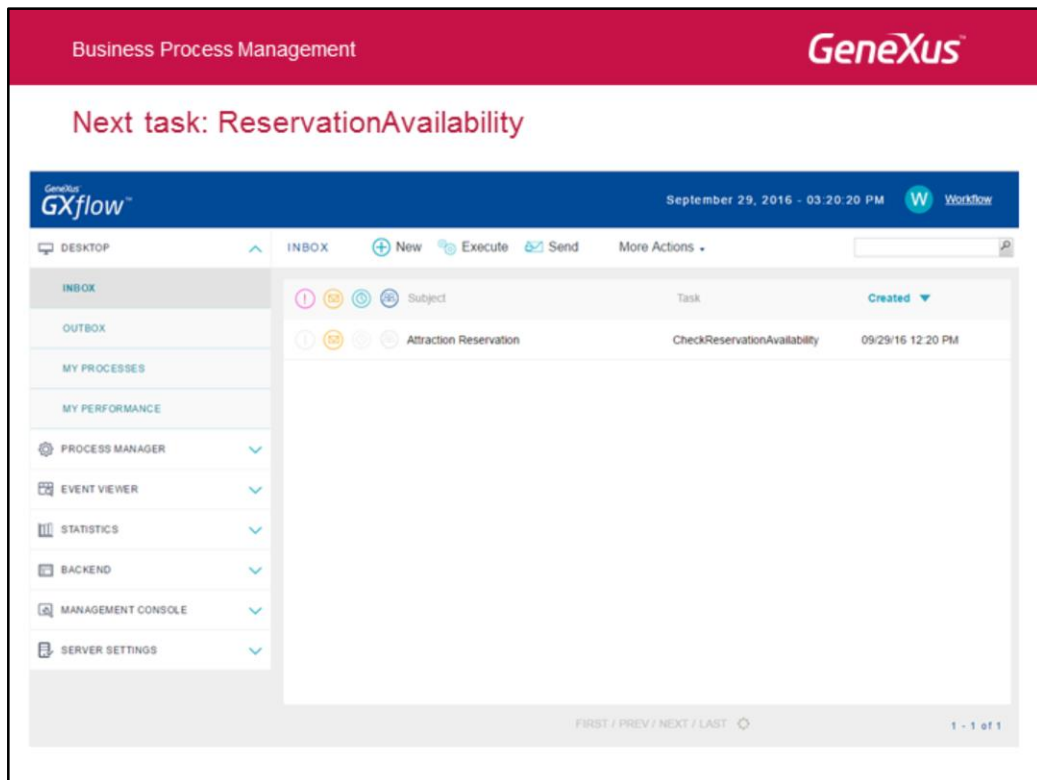 Business Process Management
GeneXus™
Next task: ReservationAvailability
GeneXus™
GXflow™
September 29, 2016 - 03:20:20 PM W Workflow
DESKTOP
INBOX New Execute Send More Actions
INBOX
Subject Task Created
OUTBOX
Attraction Reservation CheckReservationAvailability 09/29/16 12:20 PM
MY PROCESSES
MY PERFORMANCE
PROCESS MANAGER
EVENT VIEWER
STATISTICS
BACKEND
MANAGEMENT CONSOLE
SERVER SETTINGS
FIRST / PREV / NEXT / LAST
1 - 1 of 1